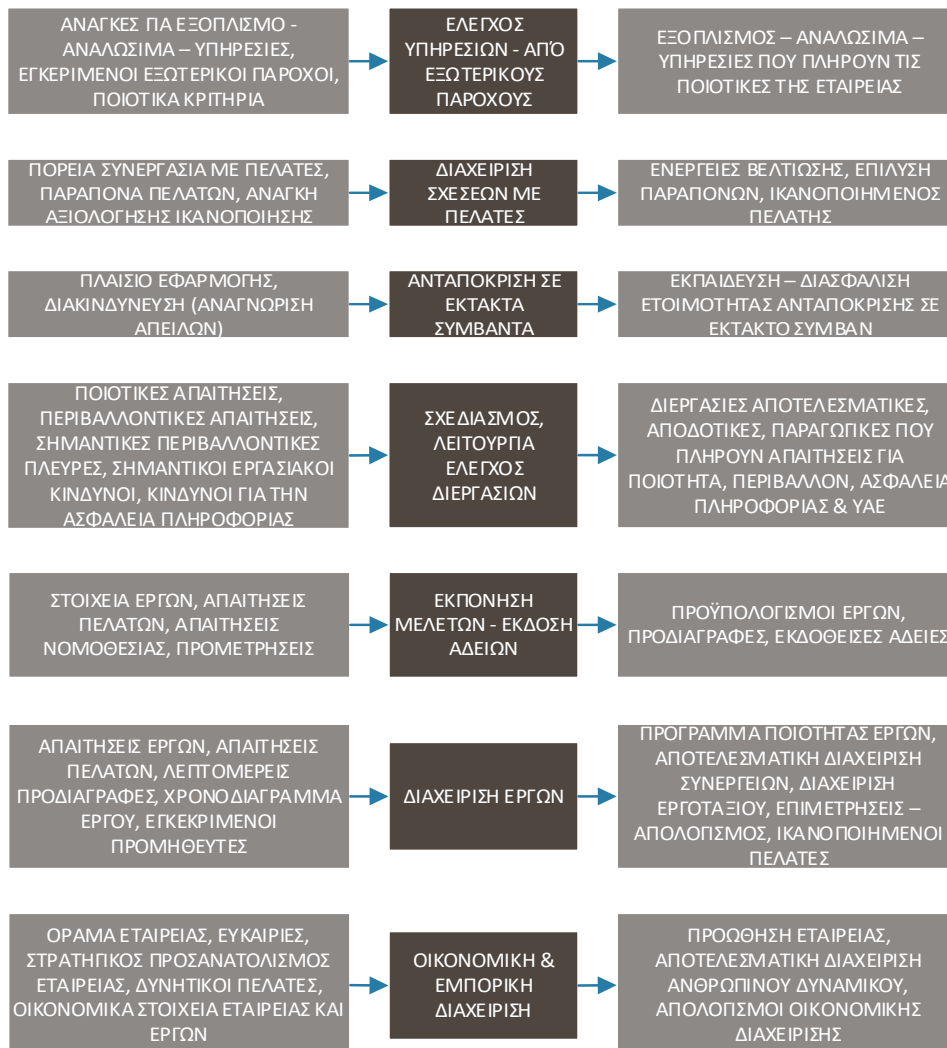 ΑΝΑΓΚΕΣ ΓΙΑ ΕΞΟΠΛΙΣΜΟ -
ΑΝΑΛΩΣΙΜΑ – ΥΠΗΡΕΣΙΕΣ,
ΕΓΚΕΡΙΜΕΝΟΙ ΕΞΩΤΕΡΙΚΟΙ ΠΑΡΟΧΟΙ,
ΠΟΙΟΤΙΚΑ ΚΡΙΤΗΡΙΑ
ΕΛΕΓΧΟΣ
ΥΠΗΡΕΣΙΩΝ - ΑΠΌ
ΕΞΩΤΕΡΙΚΟΥΣ
ΠΑΡΟΧΟΥΣ
ΕΞΟΠΛΙΣΜΟΣ – ΑΝΑΛΩΣΙΜΑ –
ΥΠΗΡΕΣΙΕΣ ΠΟΥ ΠΛΗΡΟΥΝ ΤΙΣ
ΠΟΙΟΤΙΚΕΣ ΤΗΣ ΕΤΑΙΡΕΙΑΣ
ΠΟΡΕΙΑ ΣΥΝΕΡΓΑΣΙΑ ΜΕ ΠΕΛΑΤΕΣ,
ΠΑΡΑΠΟΝΑ ΠΕΛΑΤΩΝ, ΑΝΑΓΚΗ
ΑΞΙΟΛΟΓΗΣΗΣ ΙΚΑΝΟΠΟΙΗΣΗΣ
ΔΙΑΧΕΙΡΙΣΗ
ΣΧΕΣΕΩΝ ΜΕ
ΠΕΛΑΤΕΣ
ΕΝΕΡΓΕΙΕΣ ΒΕΛΤΙΩΣΗΣ, ΕΠΙΛΥΣΗ
ΠΑΡΑΠΟΝΩΝ, ΙΚΑΝΟΠΟΙΗΜΕΝΟΣ
ΠΕΛΑΤΗΣ
ΠΛΑΙΣΙΟ ΕΦΑΡΜΟΓΗΣ,
ΔΙΑΚΙΝΔΥΝΕΥΣΗ (ΑΝΑΓΝΩΡΙΣΗ
ΑΠΕΙΛΩΝ)
ΑΝΤΑΠΟΚΡΙΣΗ ΣΕ
ΕΚΤΑΚΤΑ
ΣΥΜΒΑΝΤΑ
ΕΚΠΑΙΔΕΥΣΗ – ΔΙΑΣΦΑΛΙΣΗ
ΕΤΟΙΜΟΤΗΤΑΣ ΑΝΤΑΠΟΚΡΙΣΗΣ ΣΕ
ΕΚΤΑΚΤΟ ΣΥΜΒΑΝ
ΠΟΙΟΤΙΚΕΣ ΑΠΑΙΤΗΣΕΙΣ,
ΠΕΡΙΒΑΛΛΟΝΤΙΚΕΣ ΑΠΑΙΤΗΣΕΙΣ,
ΣΗΜΑΝΤΙΚΕΣ ΠΕΡΙΒΑΛΛΟΝΤΙΚΕΣ
ΠΛΕΥΡΕΣ, ΣΗΜΑΝΤΙΚΟΙ ΕΡΓΑΣΙΑΚΟΙ
ΚΙΝΔΥΝΟΙ, ΚΙΝΔΥΝΟΙ ΓΙΑ ΤΗΝ
ΑΣΦΑΛΕΙΑ ΠΛΗΡΟΦΟΡΙΑΣ
ΣΧΕΔΙΑΣΜΟΣ,
ΛΕΙΤΟΥΡΓΙΑ
ΕΛΕΓΧΟΣ
ΔΙΕΡΓΑΣΙΩΝ
ΔΙΕΡΓΑΣΙΕΣ ΑΠΟΤΕΛΕΣΜΑΤΙΚΕΣ,
ΑΠΟΔΟΤΙΚΕΣ, ΠΑΡΑΓΩΓΙΚΕΣ ΠΟΥ
ΠΛΗΡΟΥΝ ΑΠΑΙΤΗΣΕΙΣ ΓΙΑ
ΠΟΙΟΤΗΤΑ, ΠΕΡΙΒΑΛΛΟΝ, ΑΣΦΑΛΕΙΑ
ΠΛΗΡΟΦΟΡΙΑΣ & ΥΑΕ
ΣΤΟΙΧΕΙΑ ΕΡΓΩΝ, ΑΠΑΙΤΗΣΕΙΣ
ΠΕΛΑΤΩΝ, ΑΠΑΙΤΗΣΕΙΣ
ΝΟΜΟΘΕΣΙΑΣ, ΠΡΟΜΕΤΡΗΣΕΙΣ
ΕΚΠΟΝΗΣΗ
ΜΕΛΕΤΩΝ - ΕΚΔΟΣΗ
ΑΔΕΙΩΝ
ΠΡΟΫΠΟΛΟΓΙΣΜΟΙ ΕΡΓΩΝ,
ΠΡΟΔΙΑΓΡΑΦΕΣ, ΕΚΔΟΘΕΙΣΕΣ ΑΔΕΙΕΣ
ΑΠΑΙΤΗΣΕΙΣ ΕΡΓΩΝ, ΑΠΑΙΤΗΣΕΙΣ
ΠΕΛΑΤΩΝ, ΛΕΠΤΟΜΕΡΕΙΣ
ΠΡΟΔΙΑΓΡΑΦΕΣ, ΧΡΟΝΟΔΙΑΓΡΑΜΜΑ
ΕΡΓΟΥ, ΕΓΚΕΚΡΙΜΕΝΟΙ
ΠΡΟΜΗΘΕΥΤΕΣ
ΔΙΑΧΕΙΡΙΣΗ ΕΡΓΩΝ
ΠΡΟΓΡΑΜΜΑ ΠΟΙΟΤΗΤΑΣ ΕΡΓΩΝ,
ΑΠΟΤΕΛΕΣΜΑΤΙΚΗ ΔΙΑΧΕΙΡΙΣΗ
ΣΥΝΕΡΓΕΙΩΝ, ΔΙΑΧΕΙΡΙΣΗ
ΕΡΓΟΤΑΞΙΟΥ, ΕΠΙΜΕΤΡΗΣΕΙΣ –
ΑΠΟΛΟΓΙΣΜΟΣ, ΙΚΑΝΟΠΟΙΗΜΕΝΟΙ
ΠΕΛΑΤΕΣ
ΟΡΑΜΑ ΕΤΑΙΡΕΙΑΣ, ΕΥΚΑΙΡΙΕΣ,
ΣΤΡΑΤΗΓΙΚΟΣ ΠΡΟΣΑΝΑΤΟΛΙΣΜΟΣ
ΕΤΑΙΡΕΙΑΣ, ΔΥΝΗΤΙΚΟΙ ΠΕΛΑΤΕΣ,
ΟΙΚΟΝΟΜΙΚΑ ΣΤΟΙΧΕΙΑ ΕΤΑΙΡΕΙΑΣ ΚΑΙ
ΕΡΓΩΝ
ΟΙΚΟΝΟΜΙΚΗ &
ΕΜΠΟΡΙΚΗ
ΔΙΑΧΕΙΡΙΣΗ
ΠΡΟΩΘΗΣΗ ΕΤΑΙΡΕΙΑΣ,
ΑΠΟΤΕΛΕΣΜΑΤΙΚΗ ΔΙΑΧΕΙΡΙΣΗ
ΑΝΘΡΩΠΙΝΟΥ ΔΥΝΑΜΙΚΟΥ,
ΑΠΟΛΟΓΙΣΜΟΙ ΟΙΚΟΝΟΜΙΚΗΣ
ΔΙΑΧΕΙΡΙΣΗΣ